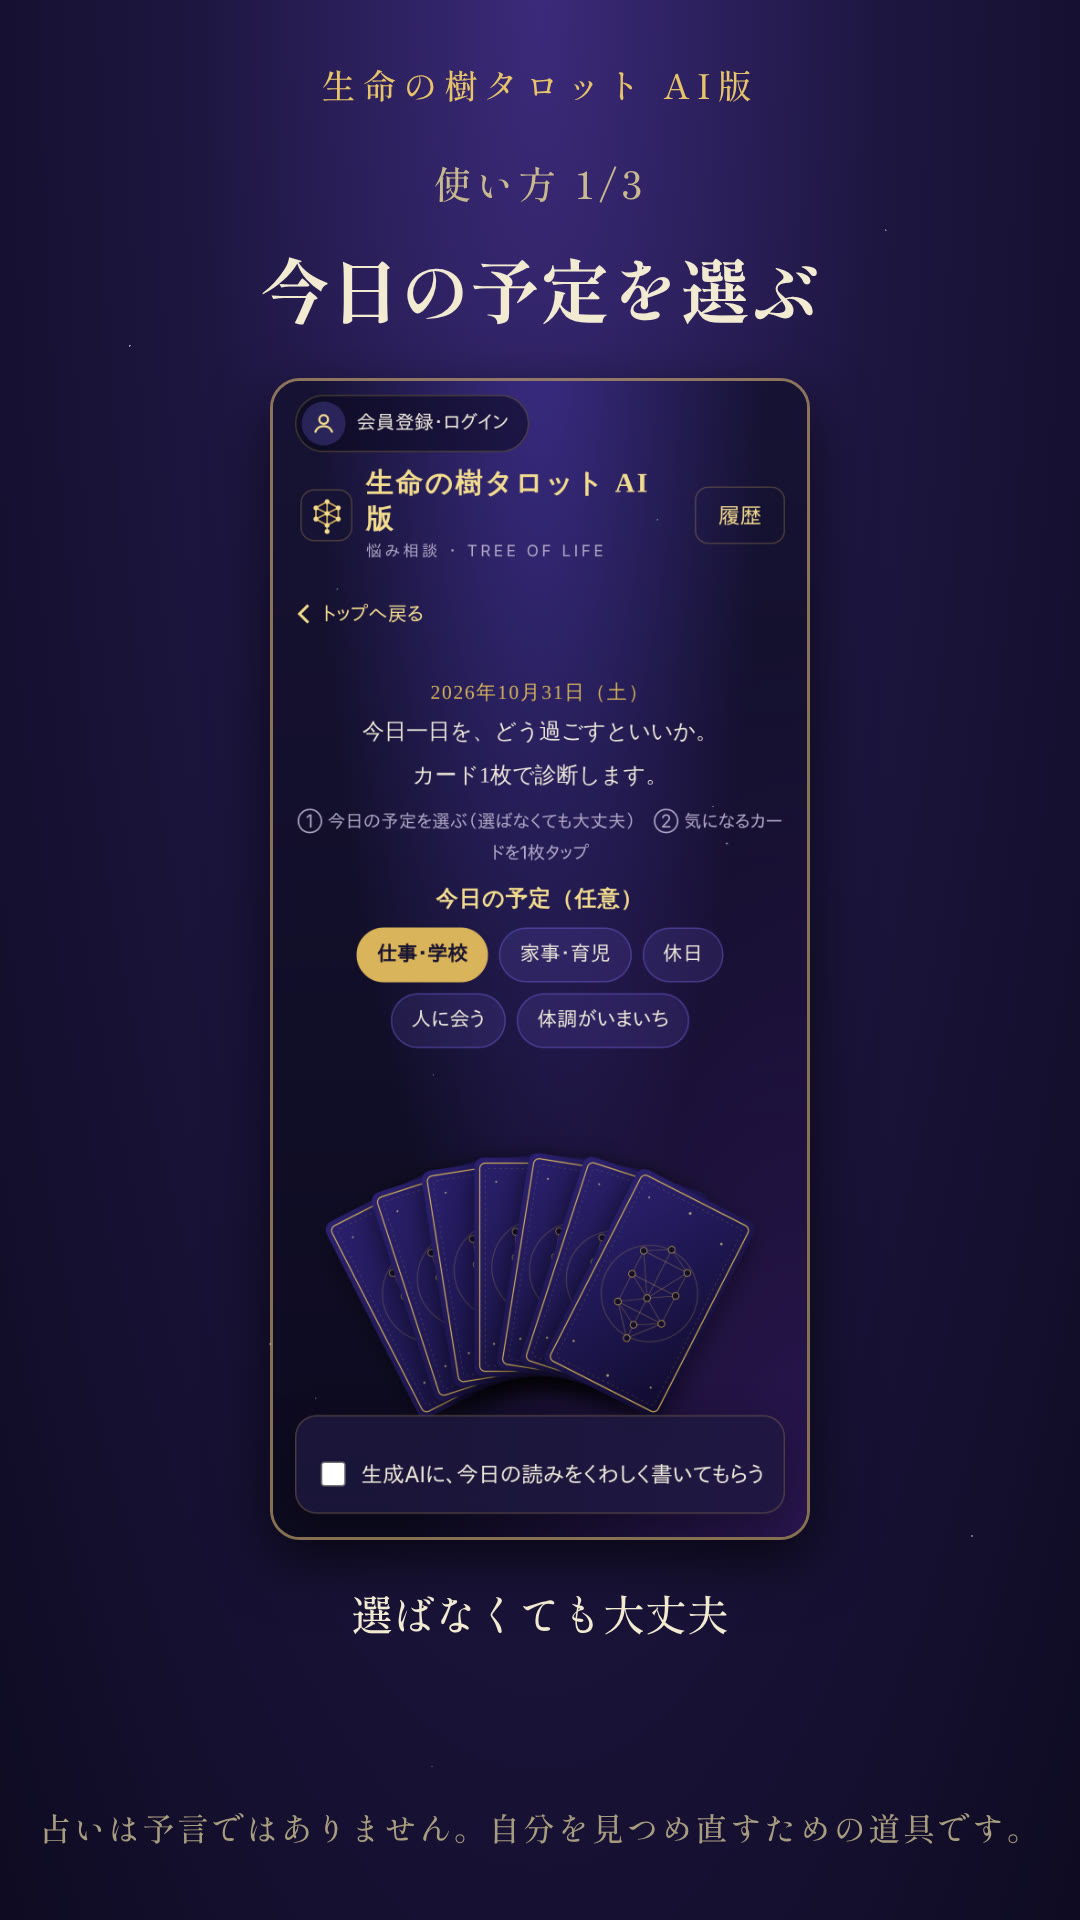 生命の樹タロット AI版
使い方 1/3
今日の予定を選ぶ
会員登録・ログイン
生命の樹タロット AI
版
悩み相談 · TREE OF LIFE
履歴
トップへ戻る
2026年10月31日（土）
今日一日を、どう過ごすといいか。
カード1枚で診断します。
① 今日の予定を選ぶ（選ばなくても大丈夫） ② 気になるカー
ドを1枚タップ
今日の予定（任意）
仕事・学校 家事・育児 休日
人に会う 体調がいまいち
生成AIに、今日の読みをくわしく書いてもらう
選ばなくても大丈夫
占いは予言ではありません。自分を見つめ直すための道具です。